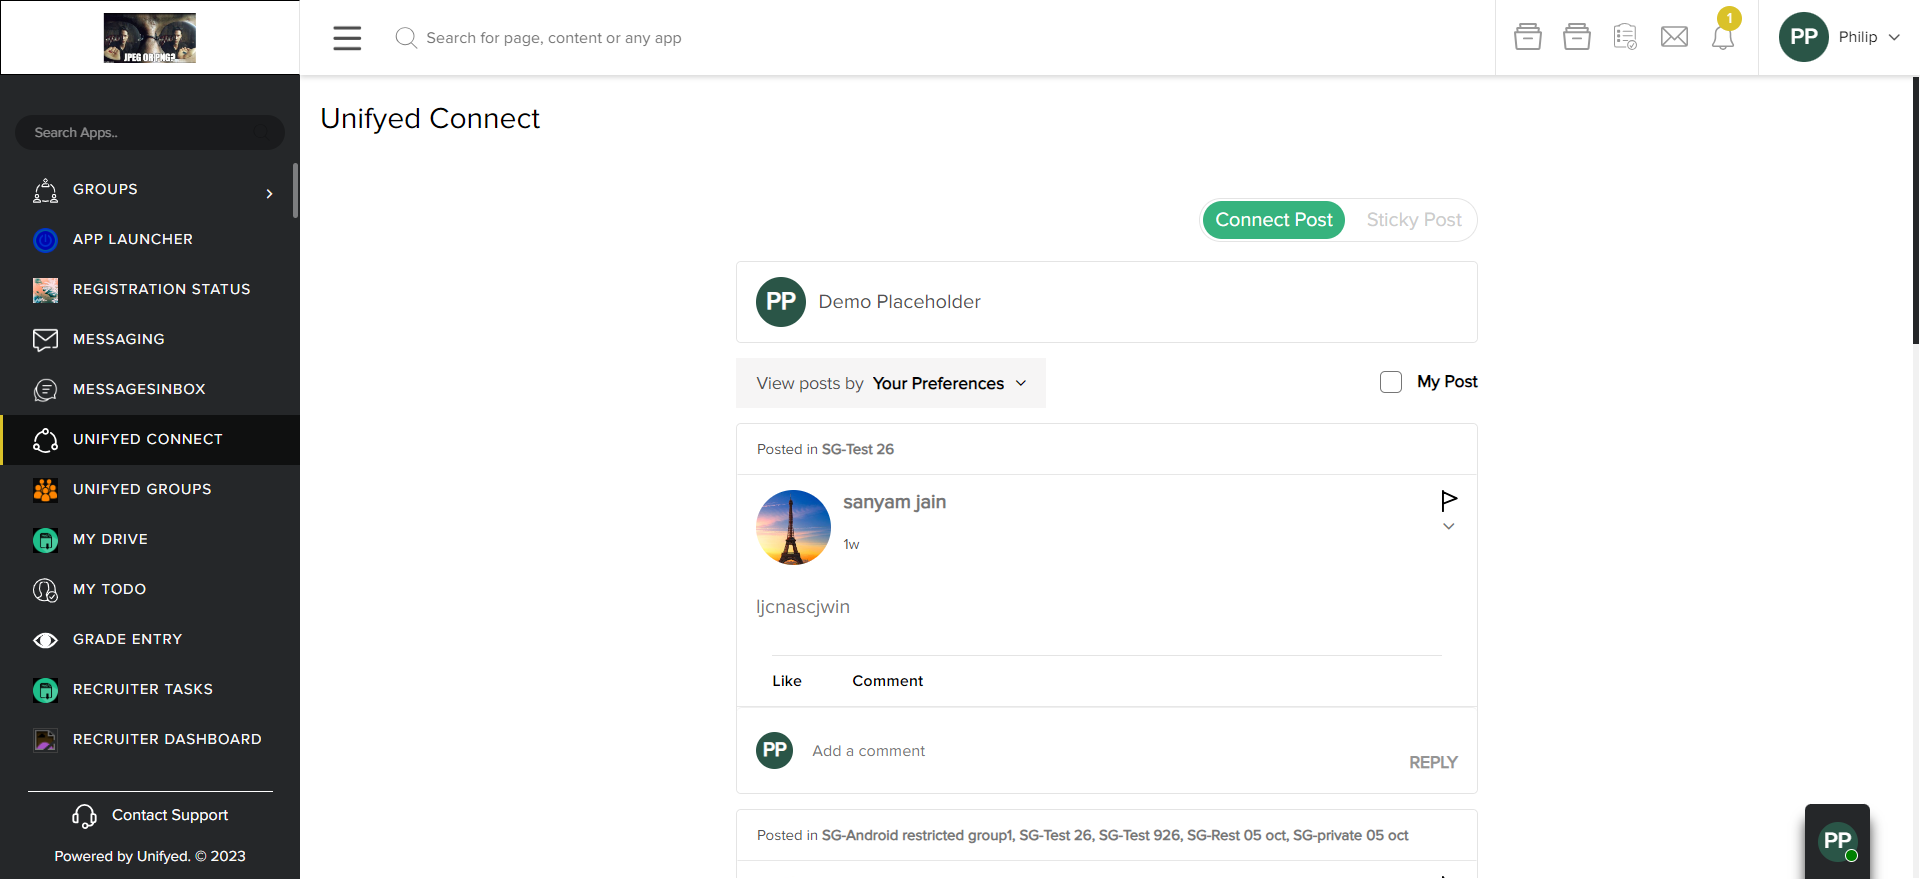 JPEG OR PNG?
Search for page, content or any app
1
PP
Philip
Search Apps..
GROUPS
APP LAUNCHER
REGISTRATION STATUS
MESSAGING
MESSAGESINBOX
UNIFYED CONNECT
UNIFYED GROUPS
MY DRIVE
MY TODO
GRADE ENTRY
RECRUITER TASKS
RECRUITER DASHBOARD
Contact Support
Powered by Unifyed. © 2023
Unifyed Connect
Connect Post
Sticky Post
PP
Demo Placeholder
View posts by Your Preferences
My Post
Posted in SG-Test 26
sanyam jain
1w
ljcnascjwin
Like
Comment
PP
Add a comment
REPLY
Posted in SG-Android restricted group1, SG-Test 26, SG-Test 926, SG-Rest 05 oct, SG-private 05 oct
PP